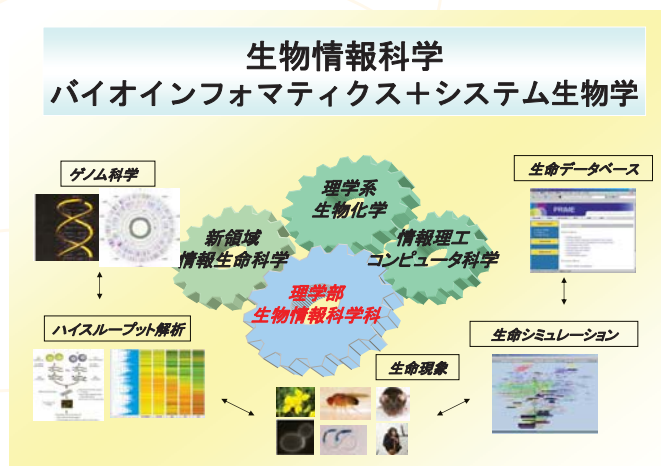 生物情報科学
バイオインフォマティクス＋システム生物学
ゲノム科学
理学系
生物化学
生命データベース
PRIME
新領域
情報生命科学
情報理工
コンピュータ科学
理学部
生物情報科学科
ハイスループット解析
生命シミュレーション
生命現象